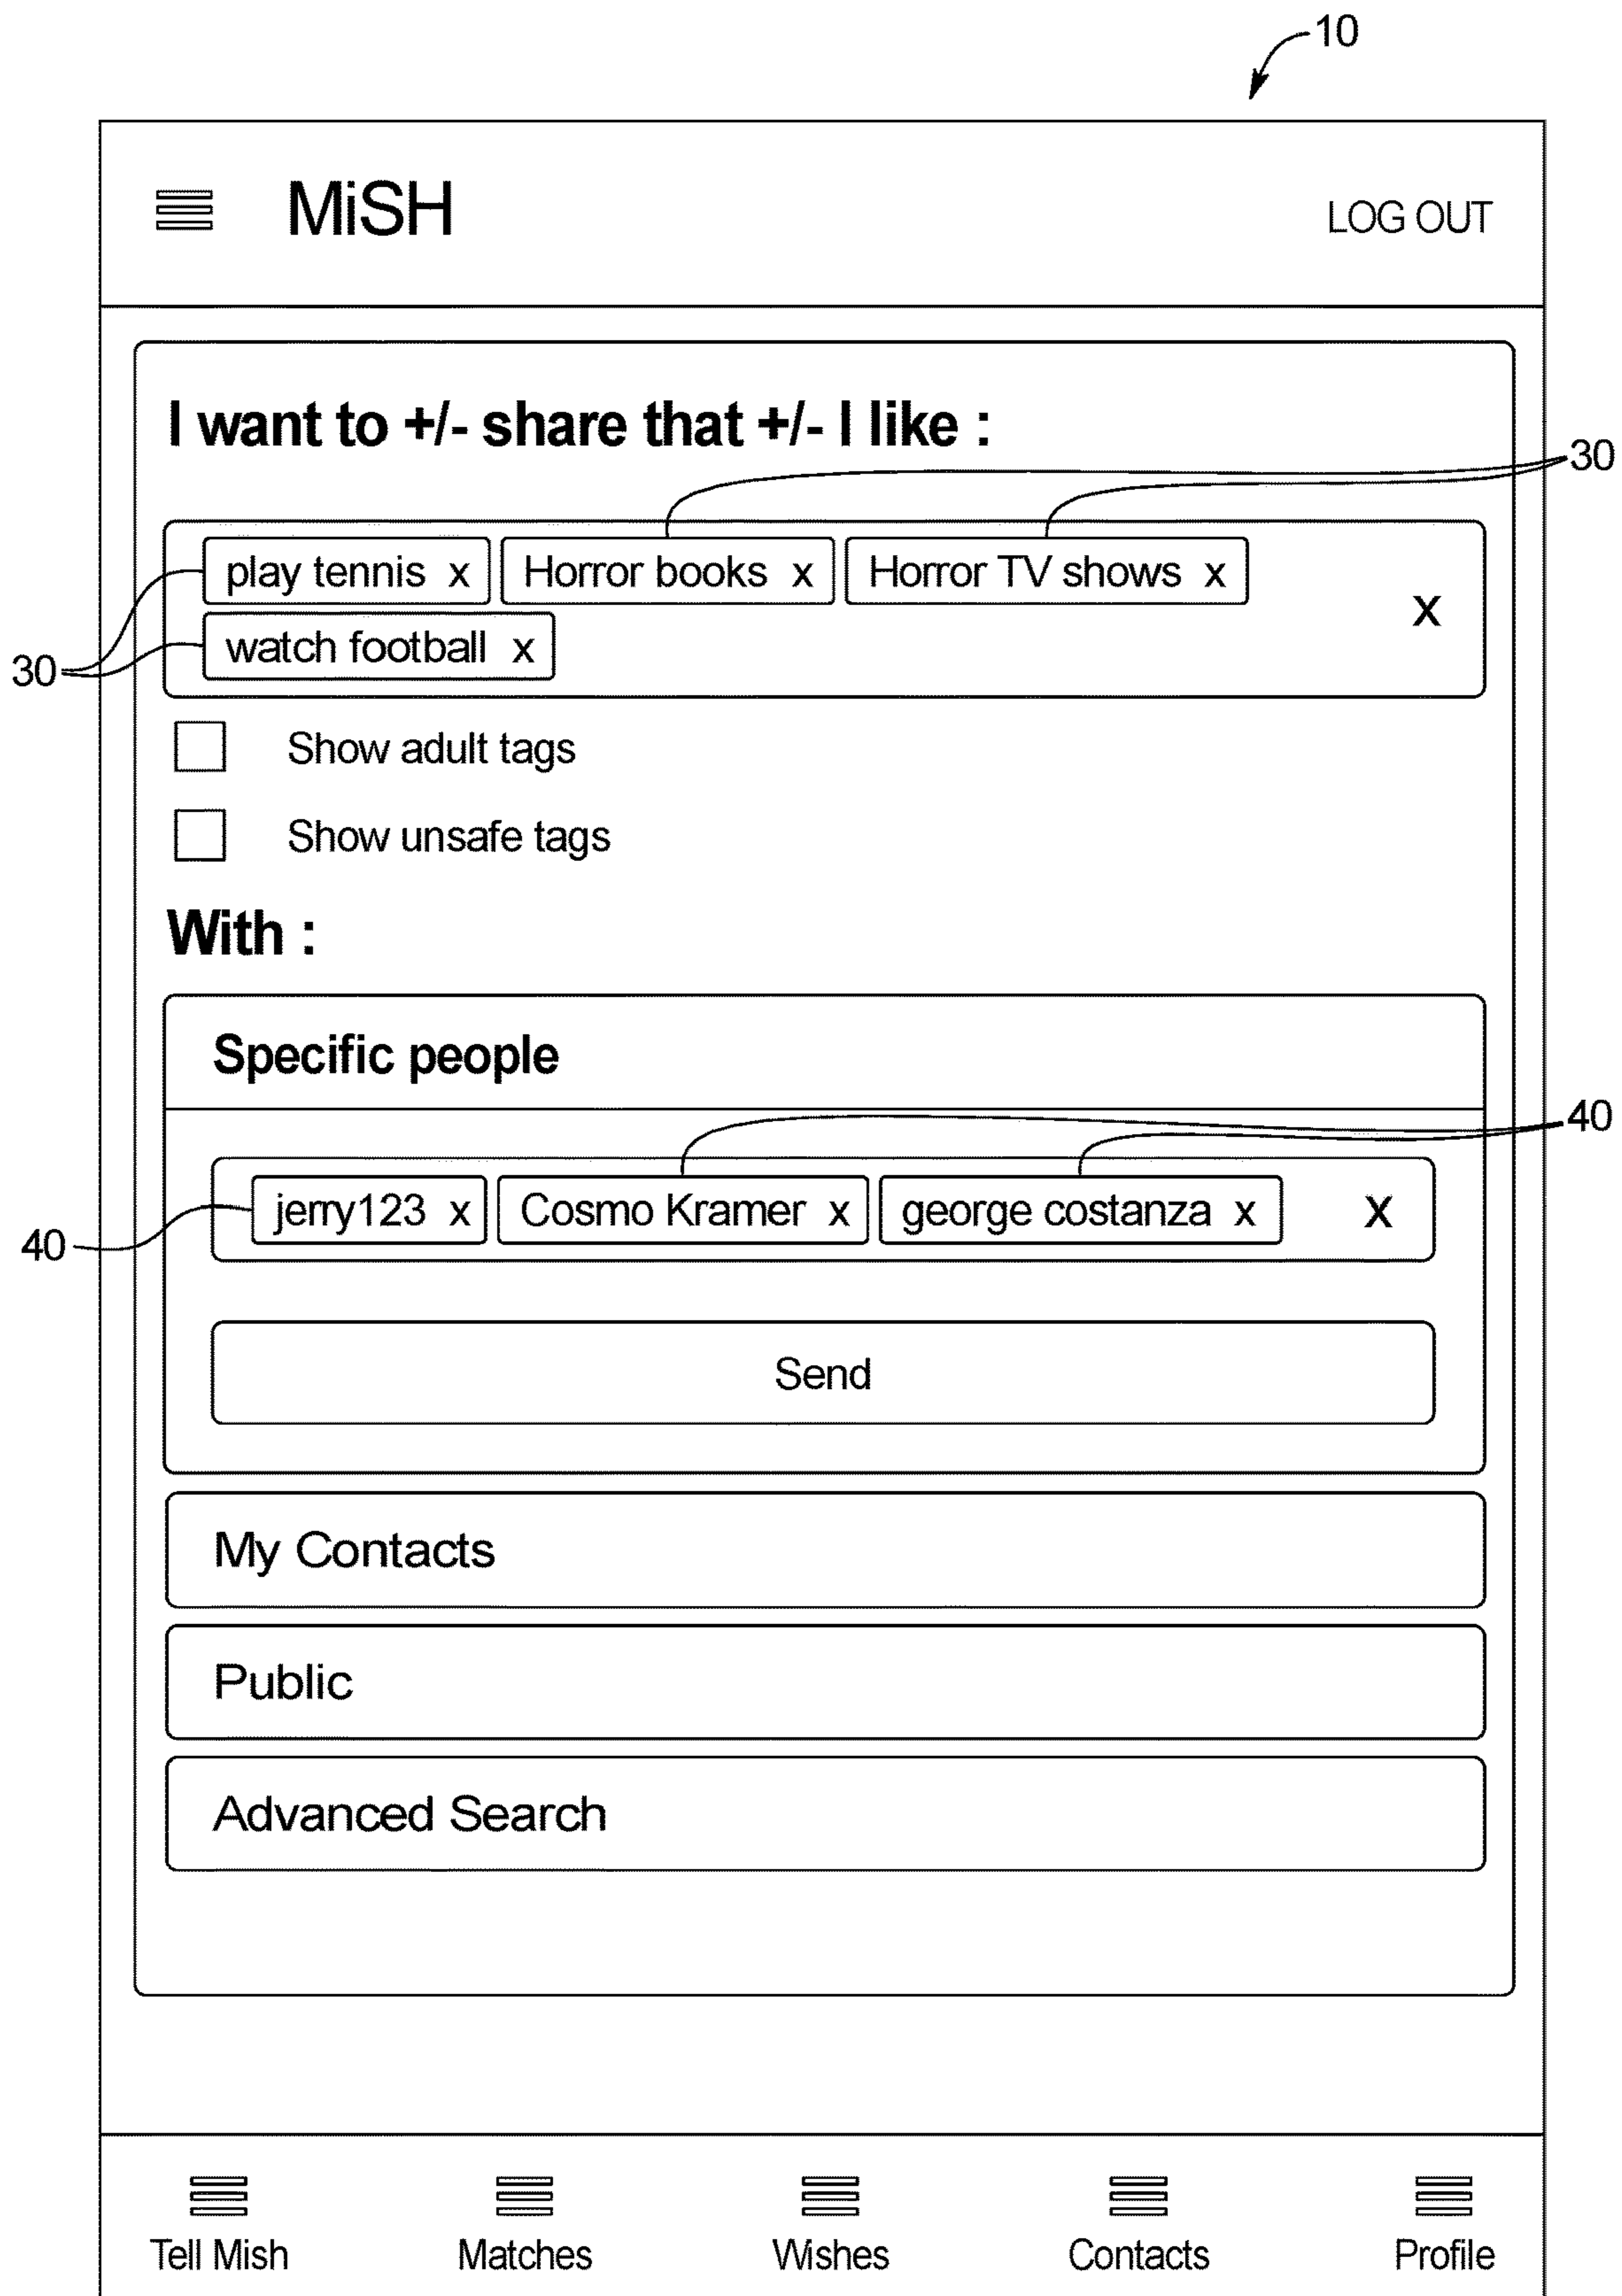 10
MiSH
LOG OUT
I want to +/- share that +/- I like :
30
play tennis x Horror books x Horror TV shows x
x
watch football x
30
Show adult tags
Show unsafe tags
With :
Specific people
40
jerry123 x Cosmo Kramer x george costanza x x
40
Send
My Contacts
Public
Advanced Search
Tell Mish Matches Wishes Contacts Profile